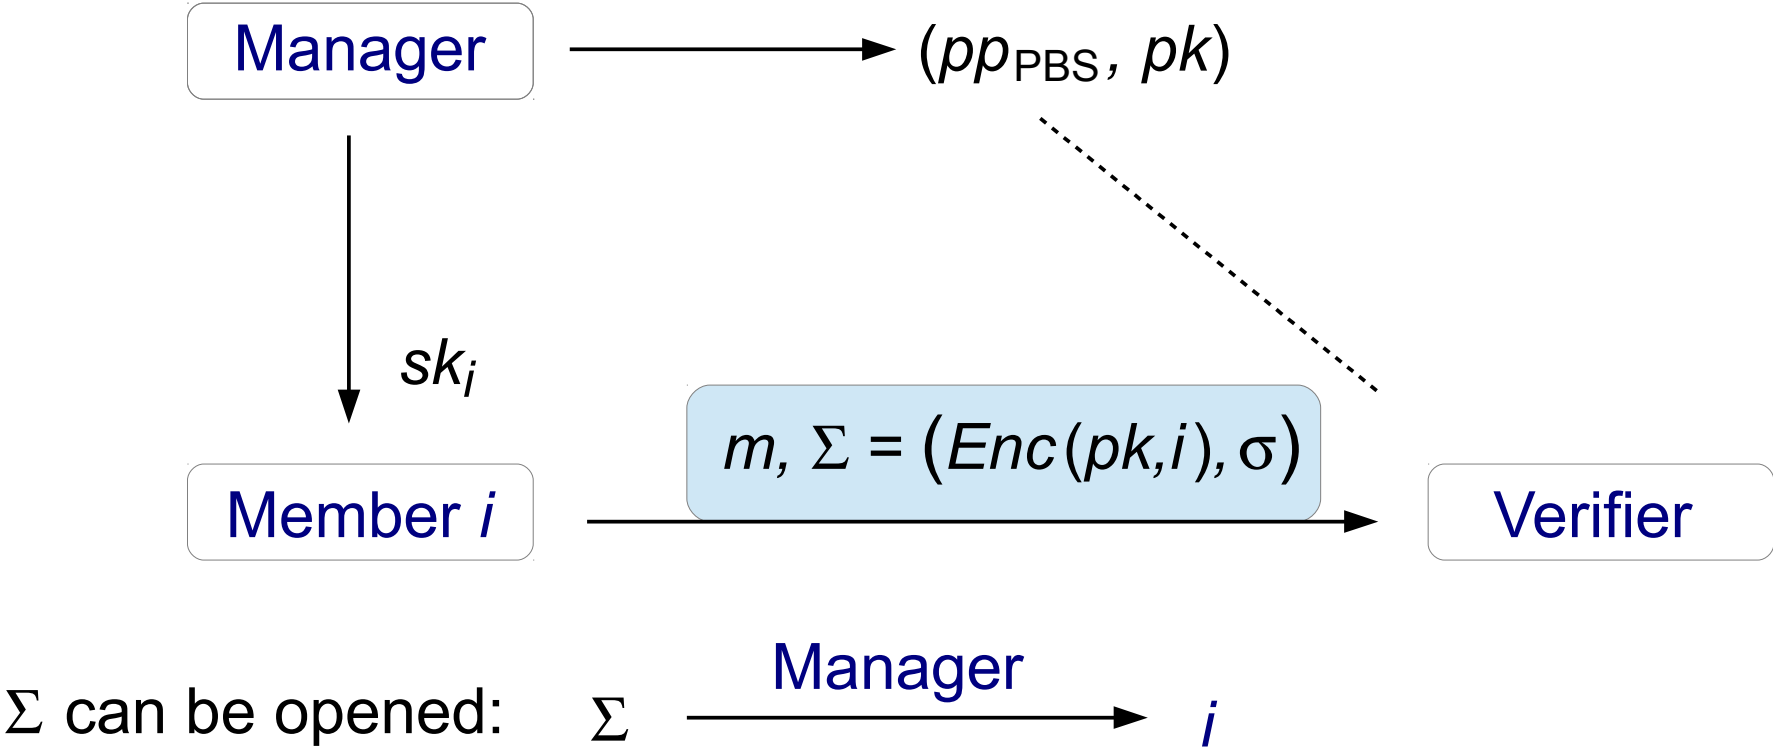 Manager (pp_PBS, pk)
sk_i
m, Σ = (Enc(pk,i),σ)
Member i Verifier
Manager
Σ can be opened: Σ i